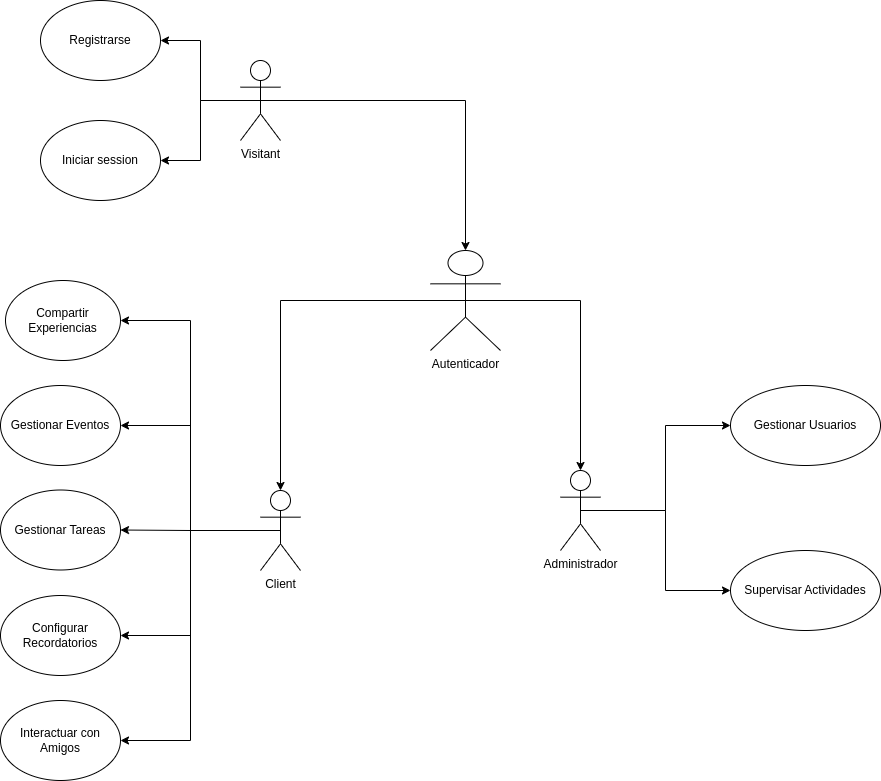 Registrarse
Visitant
Iniciar session
Autenticador
Compartir
Experiencias
Gestionar Eventos
Gestionar Tareas
Configurar
Recordatorios
Interactuar con
Amigos
Client
Administrador
Gestionar Usuarios
Supervisar Actividades